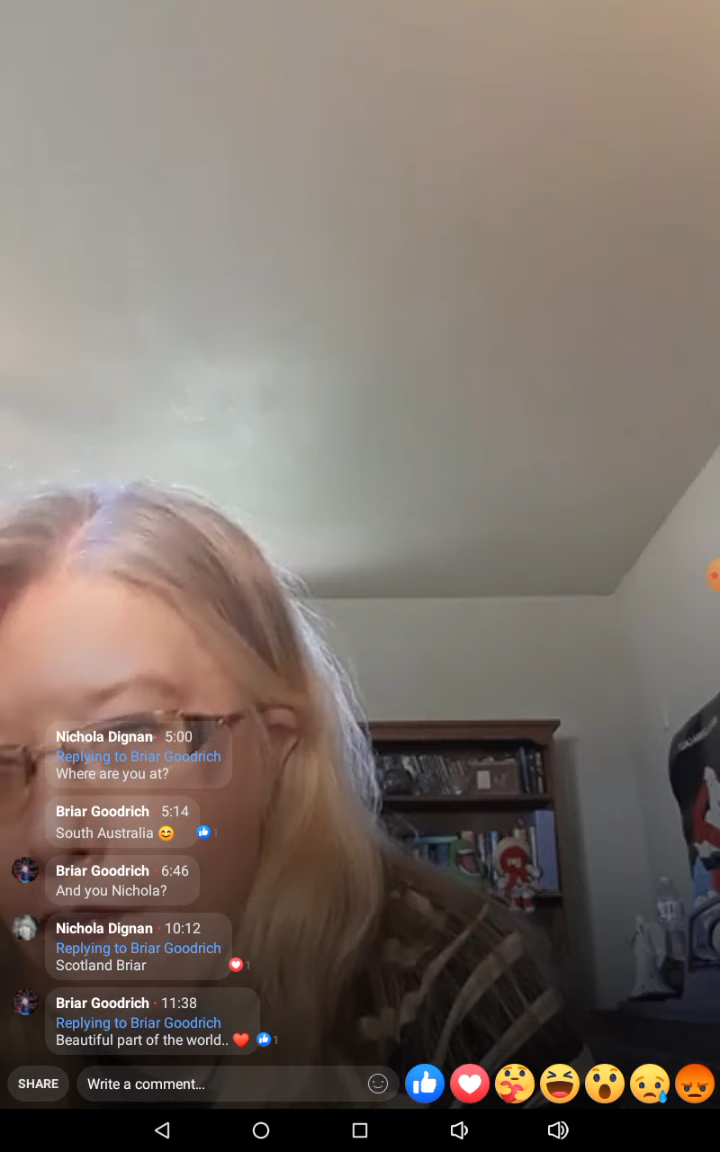 Nichola Dignan · 5:00
Replying to Briar Goodrich
Where are you at?
Briar Goodrich · 5:14
South Australia 😊 1
Briar Goodrich · 6:46
And you Nichola?
Nichola Dignan · 10:12
Replying to Briar Goodrich
Scotland Briar 1
Briar Goodrich · 11:38
Replying to Briar Goodrich
Beautiful part of the world.. ❤️ 1
SHARE
Write a comment...